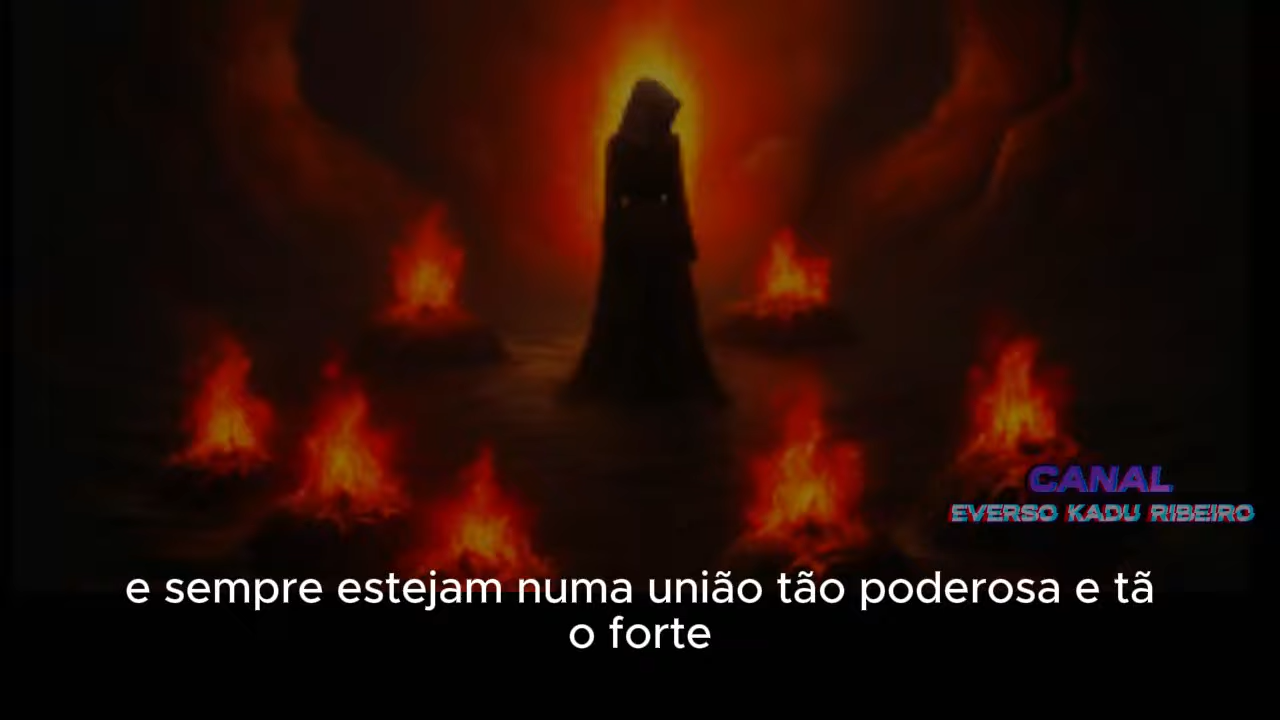 CANAL
EVERSO KADU RIBEIRO
e sempre estejam numa união tão poderosa e tã
o forte